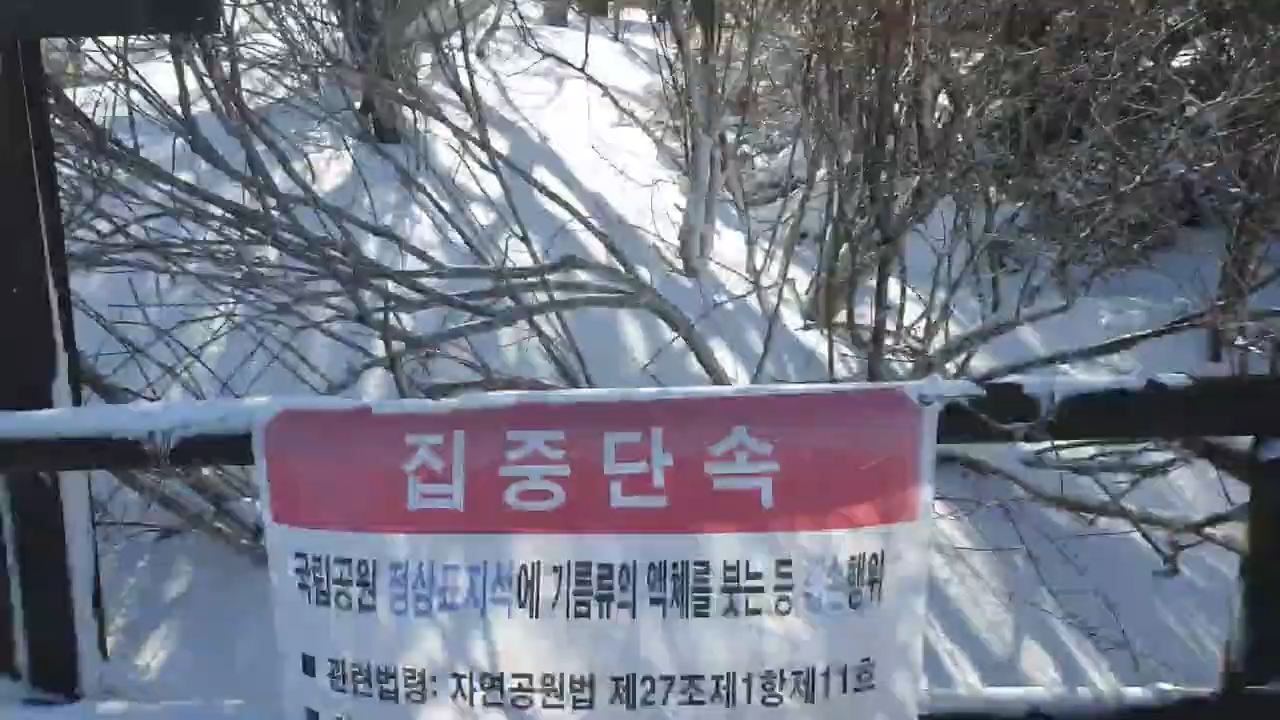 집중단속
국립공원 정상표지석에 기름류의 액체를 붓는 등 훼손행위
■ 관련법령: 자연공원법 제27조제1항제11호